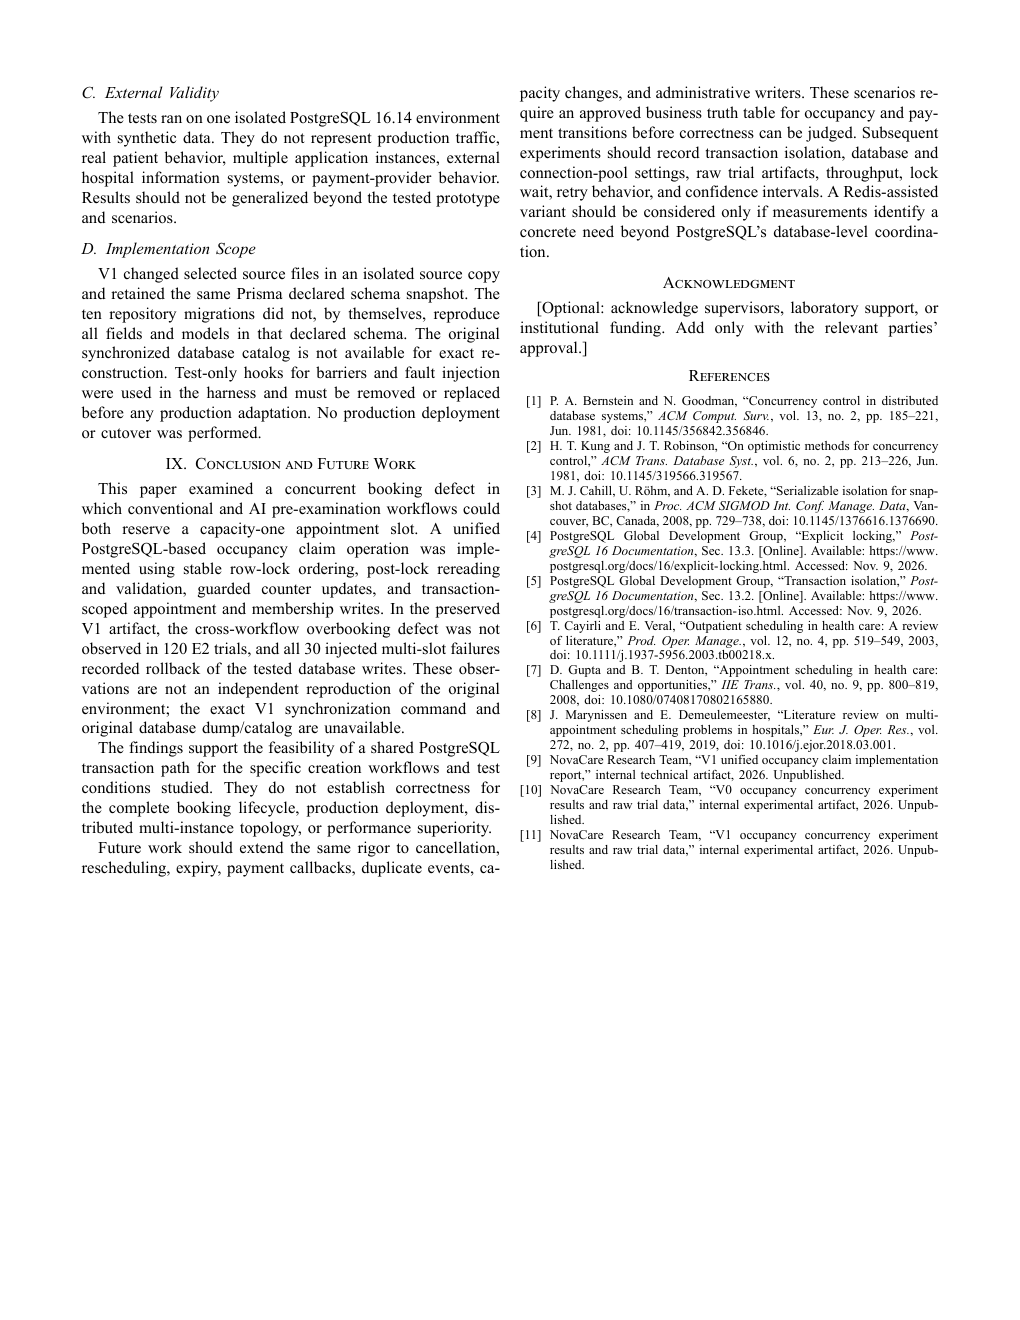 C. External Validity
The tests ran on one isolated PostgreSQL 16.14 environment
with synthetic data. They do not represent production traffic,
real patient behavior, multiple application instances, external
hospital information systems, or payment-provider behavior.
Results should not be generalized beyond the tested prototype
and scenarios.
D. Implementation Scope
V1 changed selected source files in an isolated source copy
and retained the same Prisma declared schema snapshot. The
ten repository migrations did not, by themselves, reproduce
all fields and models in that declared schema. The original
synchronized database catalog is not available for exact re-
construction. Test-only hooks for barriers and fault injection
were used in the harness and must be removed or replaced
before any production adaptation. No production deployment
or cutover was performed.
IX. Conclusion and Future Work
This paper examined a concurrent booking defect in
which conventional and AI pre-examination workflows could
both reserve a capacity-one appointment slot. A unified
PostgreSQL-based occupancy claim operation was imple-
mented using stable row-lock ordering, post-lock rereading
and validation, guarded counter updates, and transaction-
scoped appointment and membership writes. In the preserved
V1 artifact, the cross-workflow overbooking defect was not
observed in 120 E2 trials, and all 30 injected multi-slot failures
recorded rollback of the tested database writes. These obser-
vations are not an independent reproduction of the original
environment; the exact V1 synchronization command and
original database dump/catalog are unavailable.
The findings support the feasibility of a shared PostgreSQL
transaction path for the specific creation workflows and test
conditions studied. They do not establish correctness for
the complete booking lifecycle, production deployment, dis-
tributed multi-instance topology, or performance superiority.
Future work should extend the same rigor to cancellation,
rescheduling, expiry, payment callbacks, duplicate events, ca-
pacity changes, and administrative writers. These scenarios re-
quire an approved business truth table for occupancy and pay-
ment transitions before correctness can be judged. Subsequent
experiments should record transaction isolation, database and
connection-pool settings, raw trial artifacts, throughput, lock
wait, retry behavior, and confidence intervals. A Redis-assisted
variant should be considered only if measurements identify a
concrete need beyond PostgreSQL’s database-level coordina-
tion.
Acknowledgment
[Optional: acknowledge supervisors, laboratory support, or
institutional funding. Add only with the relevant parties’
approval.]
References
[1] P. A. Bernstein and N. Goodman, “Concurrency control in distributed
database systems,” ACM Comput. Surv., vol. 13, no. 2, pp. 185–221,
Jun. 1981, doi: 10.1145/356842.356846.
[2] H. T. Kung and J. T. Robinson, “On optimistic methods for concurrency
control,” ACM Trans. Database Syst., vol. 6, no. 2, pp. 213–226, Jun.
1981, doi: 10.1145/319566.319567.
[3] M. J. Cahill, U. Röhm, and A. D. Fekete, “Serializable isolation for snap-
shot databases,” in Proc. ACM SIGMOD Int. Conf. Manage. Data, Van-
couver, BC, Canada, 2008, pp. 729–738, doi: 10.1145/1376616.1376690.
[4] PostgreSQL Global Development Group, “Explicit locking,” Post-
greSQL 16 Documentation, Sec. 13.3. [Online]. Available: https://www.
postgresql.org/docs/16/explicit-locking.html. Accessed: Nov. 9, 2026.
[5] PostgreSQL Global Development Group, “Transaction isolation,” Post-
greSQL 16 Documentation, Sec. 13.2. [Online]. Available: https://www.
postgresql.org/docs/16/transaction-iso.html. Accessed: Nov. 9, 2026.
[6] T. Cayirli and E. Veral, “Outpatient scheduling in health care: A review
of literature,” Prod. Oper. Manage., vol. 12, no. 4, pp. 519–549, 2003,
doi: 10.1111/j.1937-5956.2003.tb00218.x.
[7] D. Gupta and B. T. Denton, “Appointment scheduling in health care:
Challenges and opportunities,” IIE Trans., vol. 40, no. 9, pp. 800–819,
2008, doi: 10.1080/07408170802165880.
[8] J. Marynissen and E. Demeulemeester, “Literature review on multi-
appointment scheduling problems in hospitals,” Eur. J. Oper. Res., vol.
272, no. 2, pp. 407–419, 2019, doi: 10.1016/j.ejor.2018.03.001.
[9] NovaCare Research Team, “V1 unified occupancy claim implementation
report,” internal technical artifact, 2026. Unpublished.
[10] NovaCare Research Team, “V0 occupancy concurrency experiment
results and raw trial data,” internal experimental artifact, 2026. Unpub-
lished.
[11] NovaCare Research Team, “V1 occupancy concurrency experiment
results and raw trial data,” internal experimental artifact, 2026. Unpub-
lished.